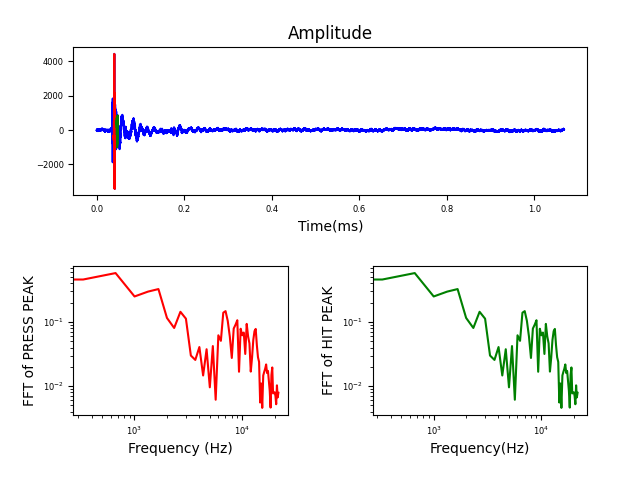 Amplitude
4000
2000
0
−2000
0.0 0.2 0.4 0.6 0.8 1.0
Time(ms)
FFT of PRESS PEAK
10⁻¹
10⁻²
10³ 10⁴
Frequency (Hz)
FFT of HIT PEAK
10⁻¹
10⁻²
10³ 10⁴
Frequency(Hz)